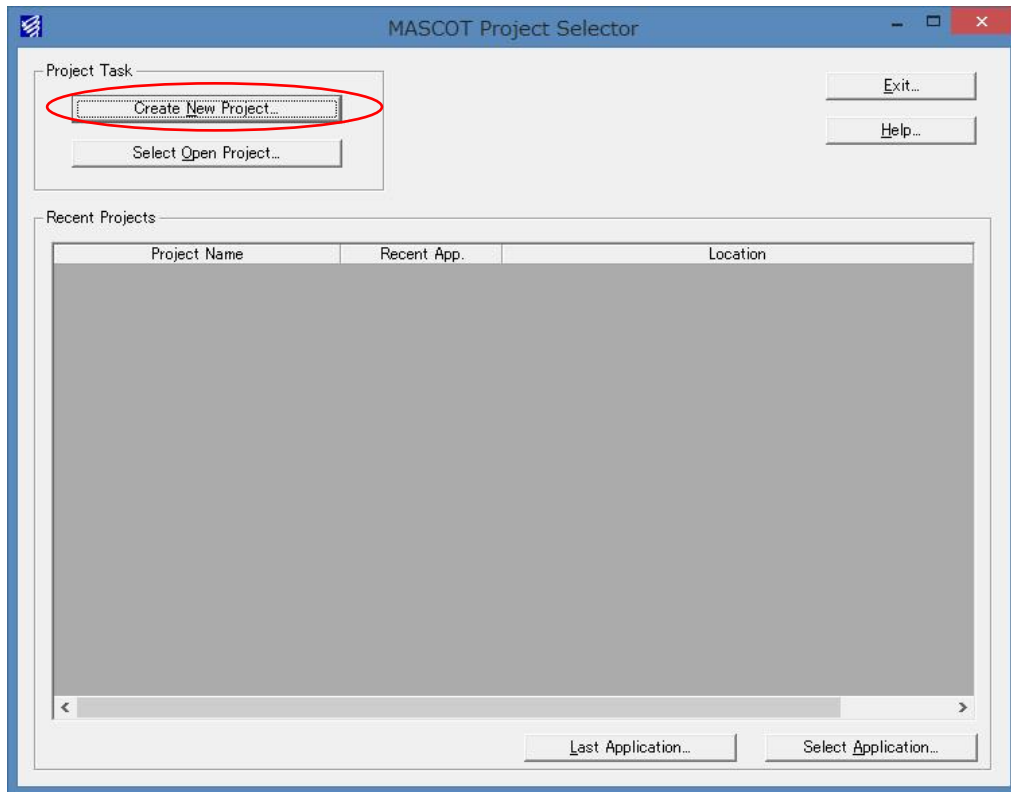 MASCOT Project Selector
Project Task
Create New Project...
Select Open Project...
Exit...
Help...
Recent Projects
Project Name Recent App. Location
Last Application... Select Application...